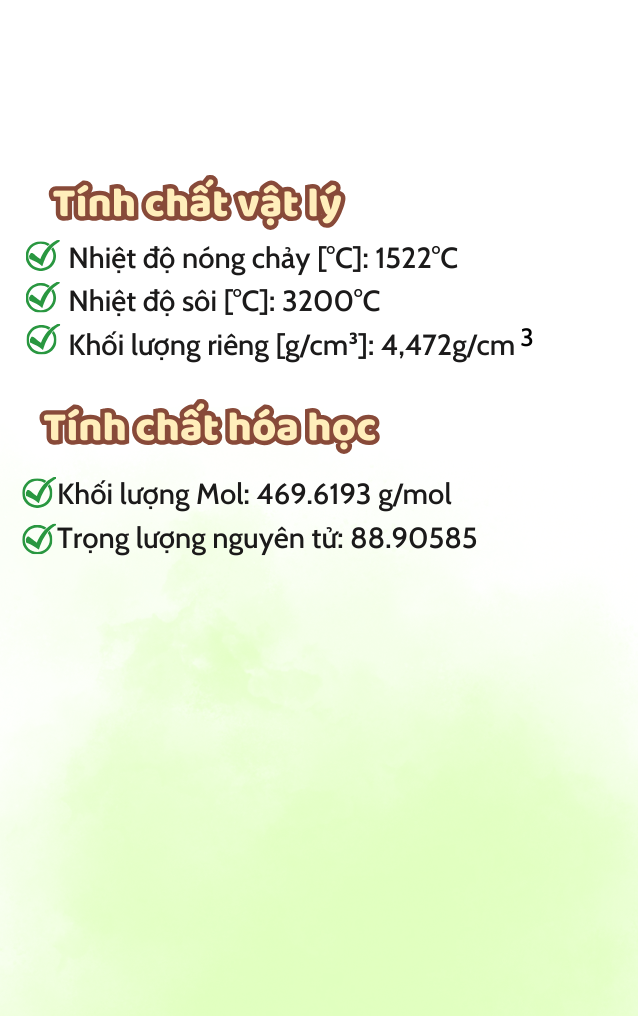 Tính chất vật lý
Nhiệt độ nóng chảy [°C]: 1522°C
Nhiệt độ sôi [°C]: 3200°C
Khối lượng riêng [g/cm³]: 4,472g/cm 3
Tính chất hóa học
Khối lượng Mol: 469.6193 g/mol
Trọng lượng nguyên tử: 88.90585